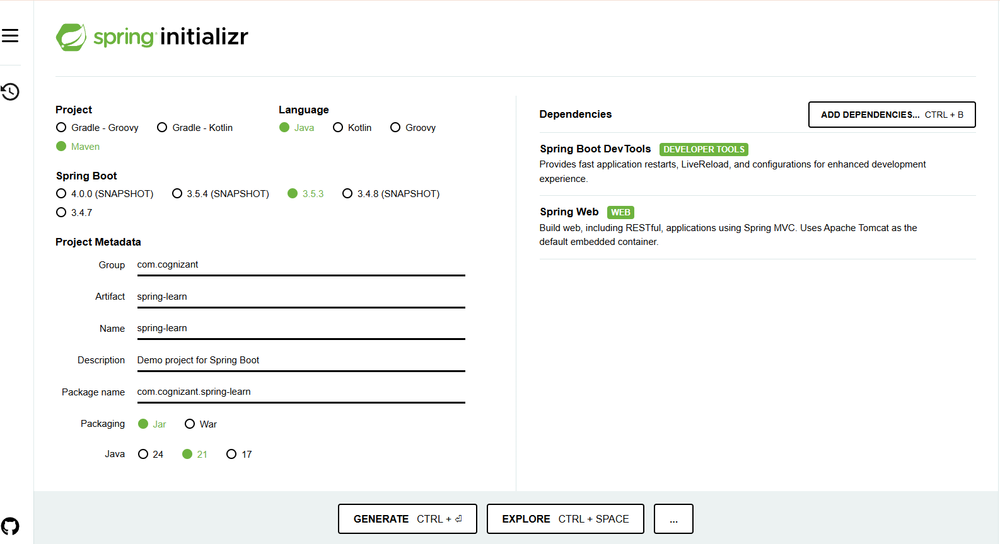 spring initializr
Project
Gradle - Groovy Gradle - Kotlin
Maven
Language
Java Kotlin Groovy
Spring Boot
4.0.0 (SNAPSHOT) 3.5.4 (SNAPSHOT) 3.5.3 3.4.8 (SNAPSHOT)
3.4.7
Project Metadata
Group com.cognizant
Artifact spring-learn
Name spring-learn
Description Demo project for Spring Boot
Package name com.cognizant.spring-learn
Packaging Jar War
Java 24 21 17
Dependencies
ADD DEPENDENCIES... CTRL + B
Spring Boot DevTools DEVELOPER TOOLS
Provides fast application restarts, LiveReload, and configurations for enhanced development
experience.
Spring Web WEB
Build web, including RESTful, applications using Spring MVC. Uses Apache Tomcat as the
default embedded container.
GENERATE CTRL + ⏎
EXPLORE CTRL + SPACE
...